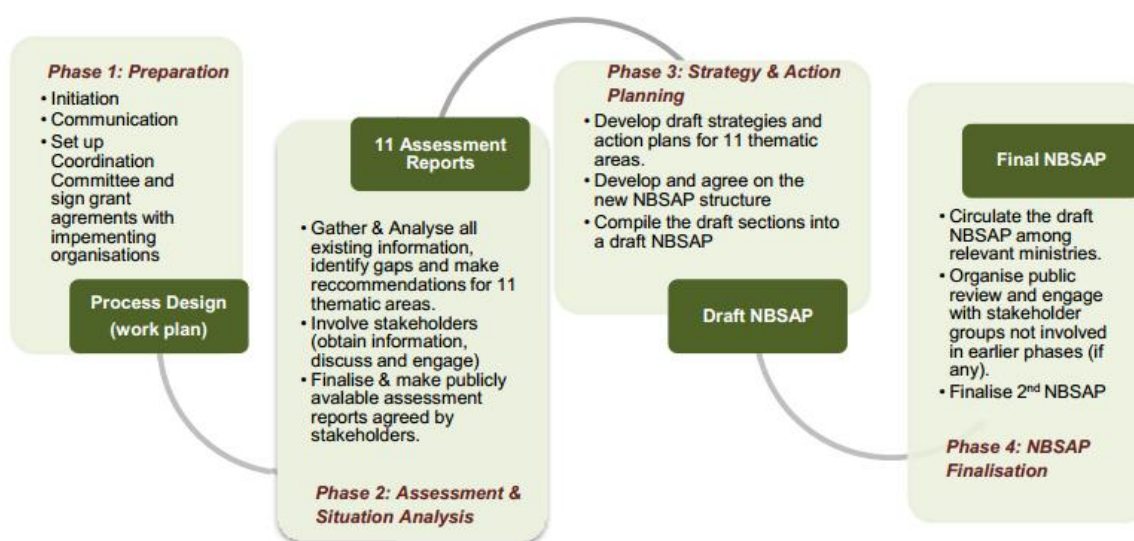 Phase 1: Preparation
• Initiation
• Communication
• Set up
Coordination
Committee and
sign grant
agrements with
impementing
organisations
Process Design
(work plan)
11 Assessment
Reports
• Gather & Analyse all
existing information,
identify gaps and make
reccommendations for 11
thematic areas.
• Involve stakeholders
(obtain information,
discuss and engage)
• Finalise & make publicly
avalable assessment
reports agreed by
stakeholders.
Phase 2: Assessment &
Situation Analysis
Phase 3: Strategy & Action
Planning
• Develop draft strategies and
action plans for 11 thematic
areas.
• Develop and agree on the
new NBSAP structure
• Compile the draft sections into
a draft NBSAP
Draft NBSAP
Final NBSAP
• Circulate the draft
NBSAP among
relevant ministries.
• Organise public
review and engage
with stakeholder
groups not involved
in earlier phases (if
any).
• Finalise 2nd NBSAP
Phase 4: NBSAP
Finalisation